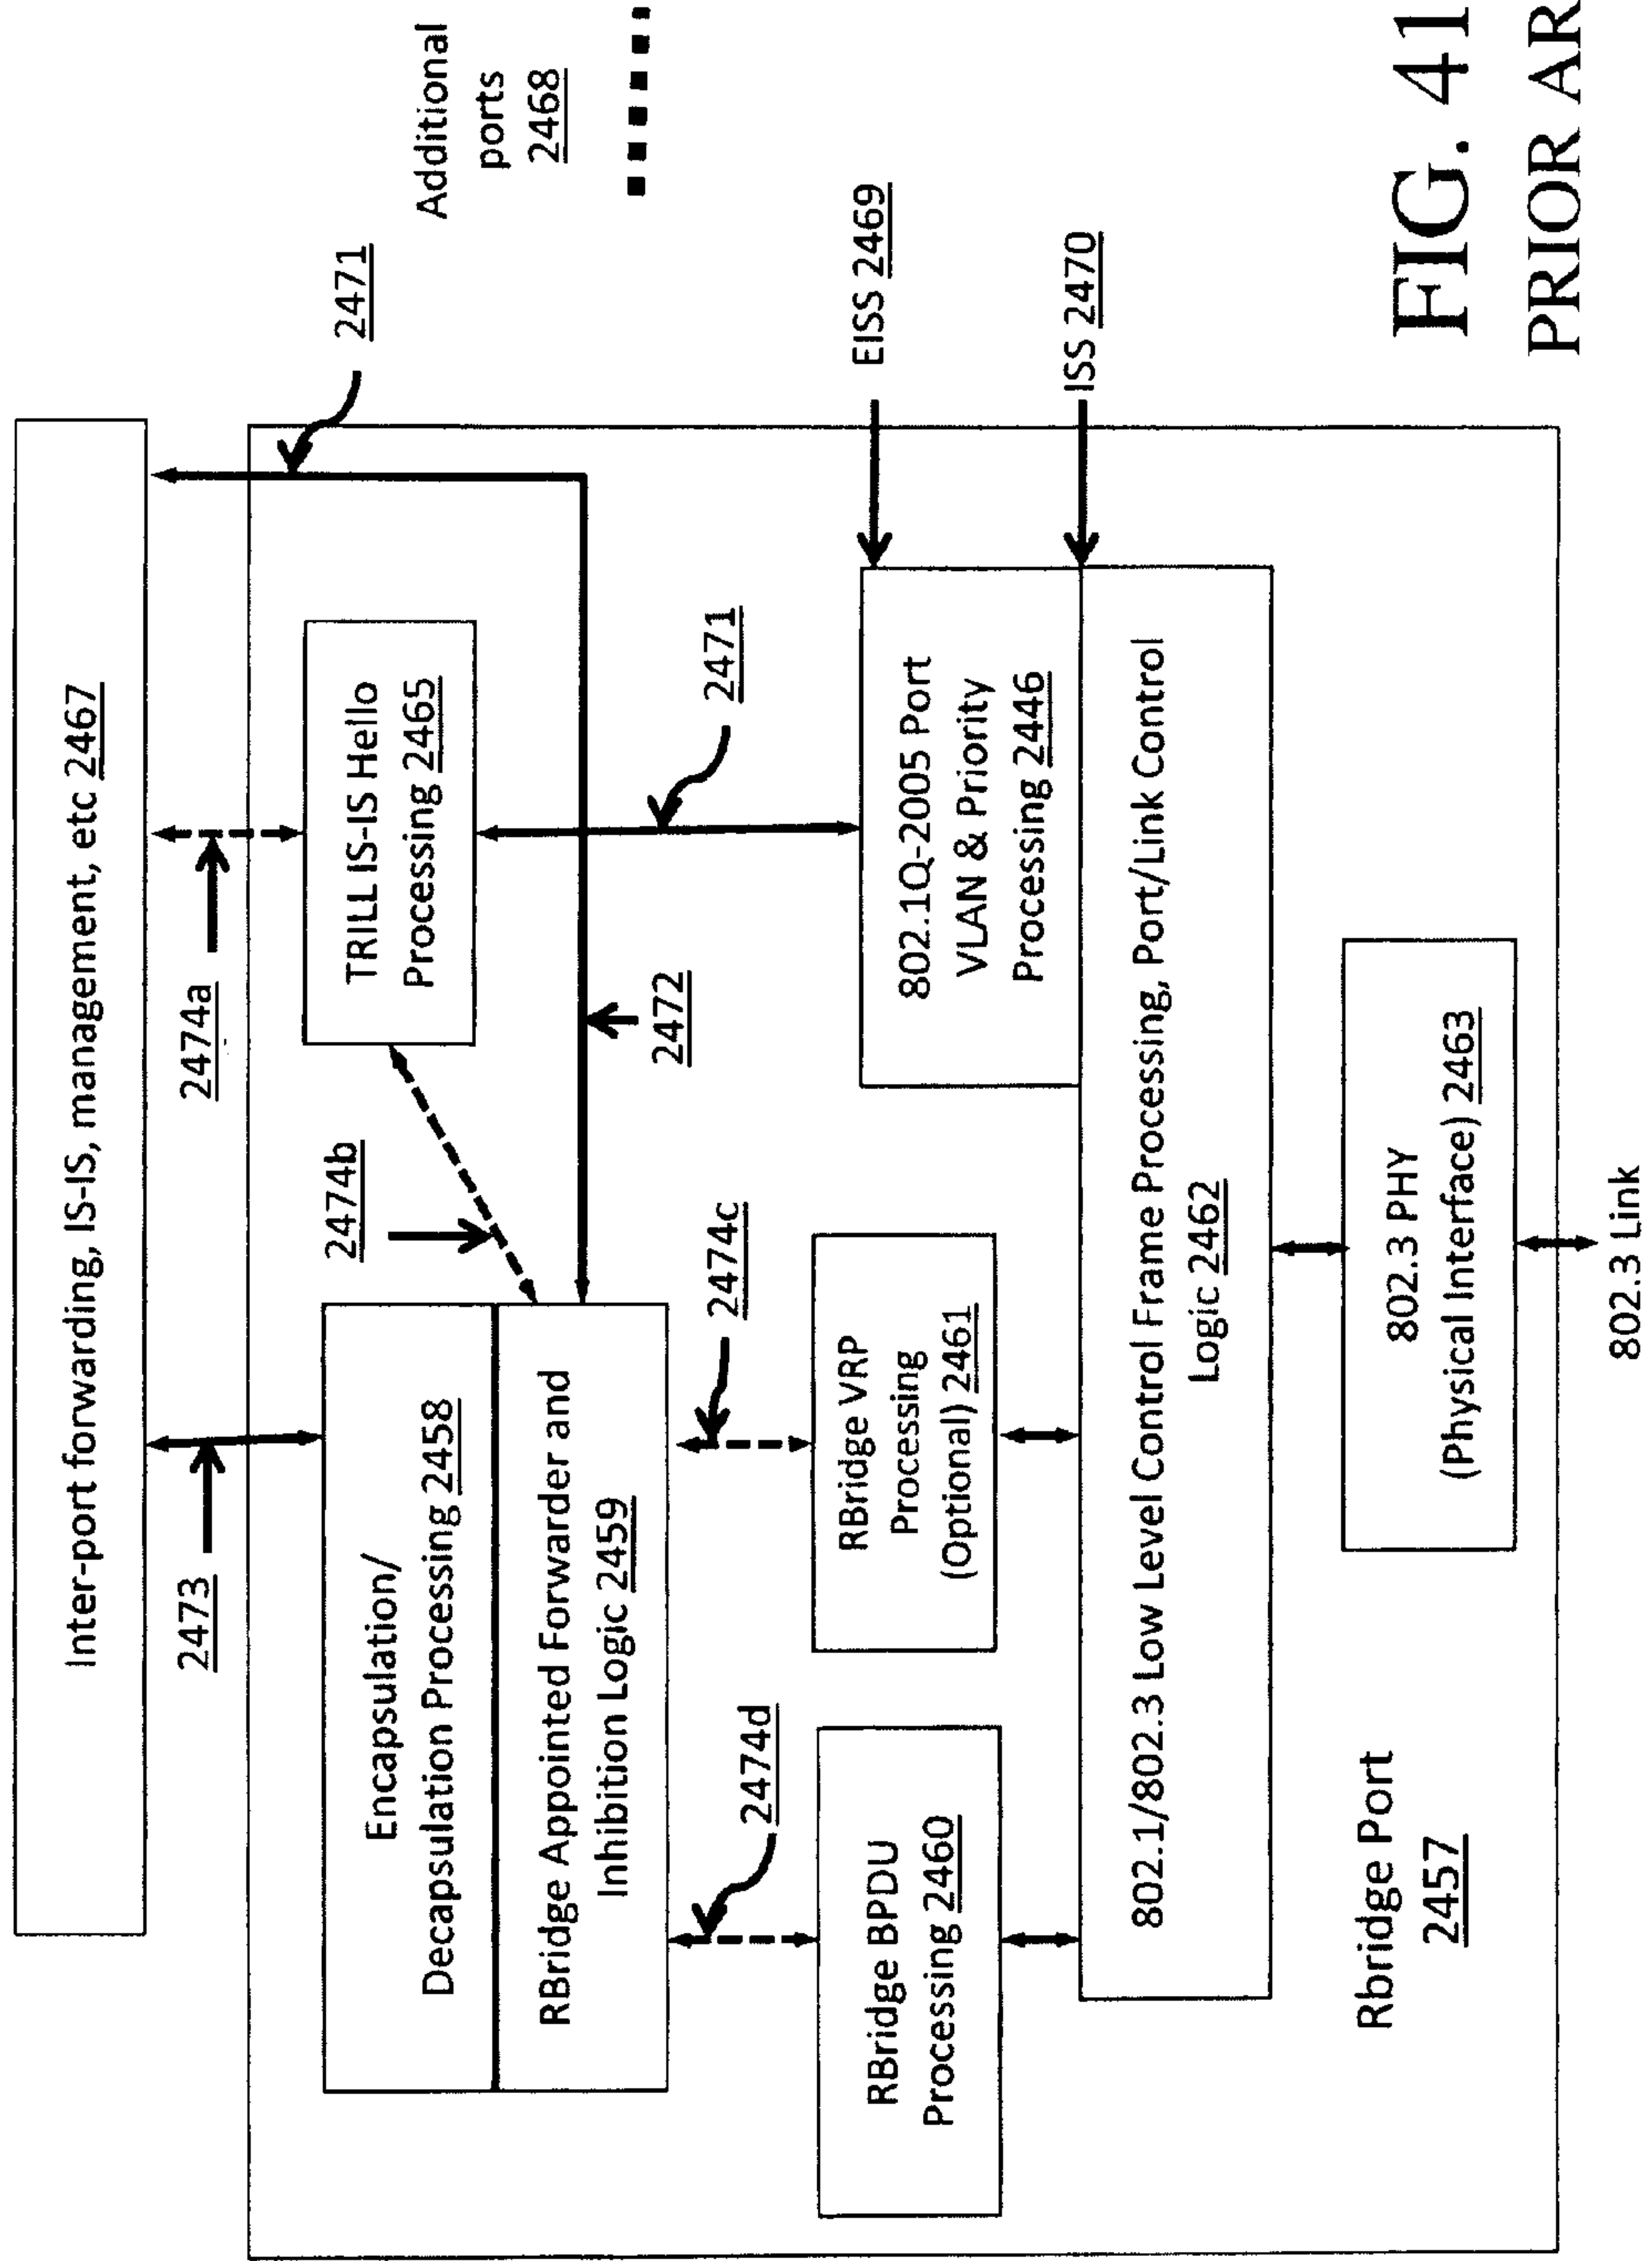 Inter-port forwarding, IS-IS, management, etc 2467
2473
2474a
2471
Additional
ports
2468
Encapsulation/
Decapsulation Processing 2458
RBridge Appointed Forwarder and
Inhibition Logic 2459
2474b
TRILL IS-IS Hello
Processing 2465
2472
2471
2474d
2474c
RBridge BPDU
Processing 2460
RBridge VRP
Processing
(Optional) 2461
802.1Q-2005 Port
VLAN & Priority
Processing 2446
EISS 2469
ISS 2470
802.1/802.3 Low Level Control Frame Processing, Port/Link Control
Logic 2462
Rbridge Port
2457
802.3 PHY
(Physical Interface) 2463
802.3 Link
FIG. 41
PRIOR AR